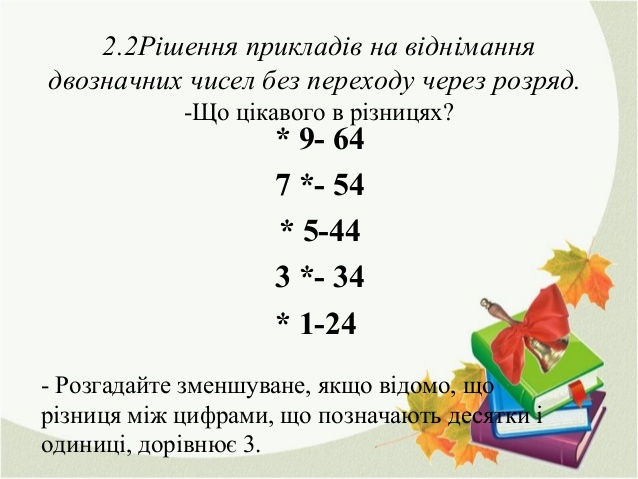 2.2Рішення прикладів на віднімання
двозначних чисел без переходу через розряд.
-Що цікавого в різницях?
* 9- 64
7 *- 54
* 5-44
3 *- 34
* 1-24
- Розгадайте зменшуване, якщо відомо, що
різниця між цифрами, що позначають десятки і
одиниці, дорівнює 3.